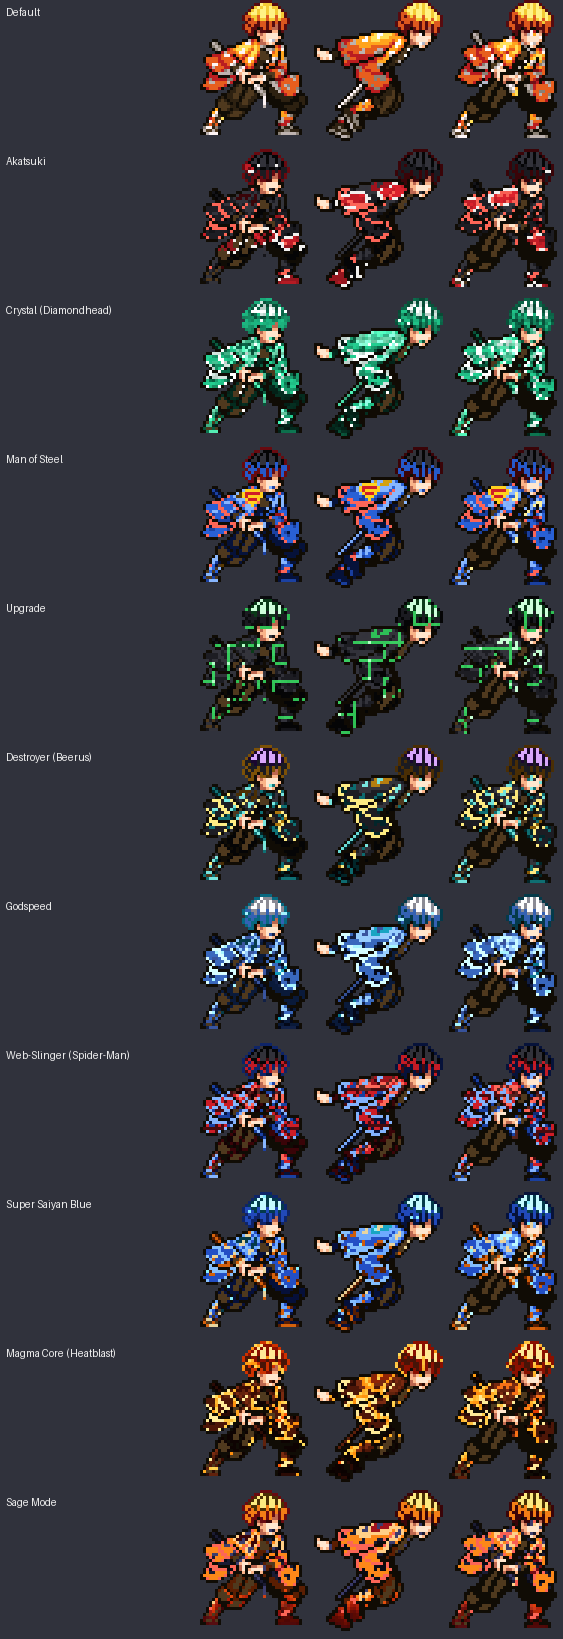 Default
Akatsuki
Crystal (Diamondhead)
Man of Steel
Upgrade
Destroyer (Beerus)
Godspeed
Web-Slinger (Spider-Man)
Super Saiyan Blue
Magma Core (Heatblast)
Sage Mode